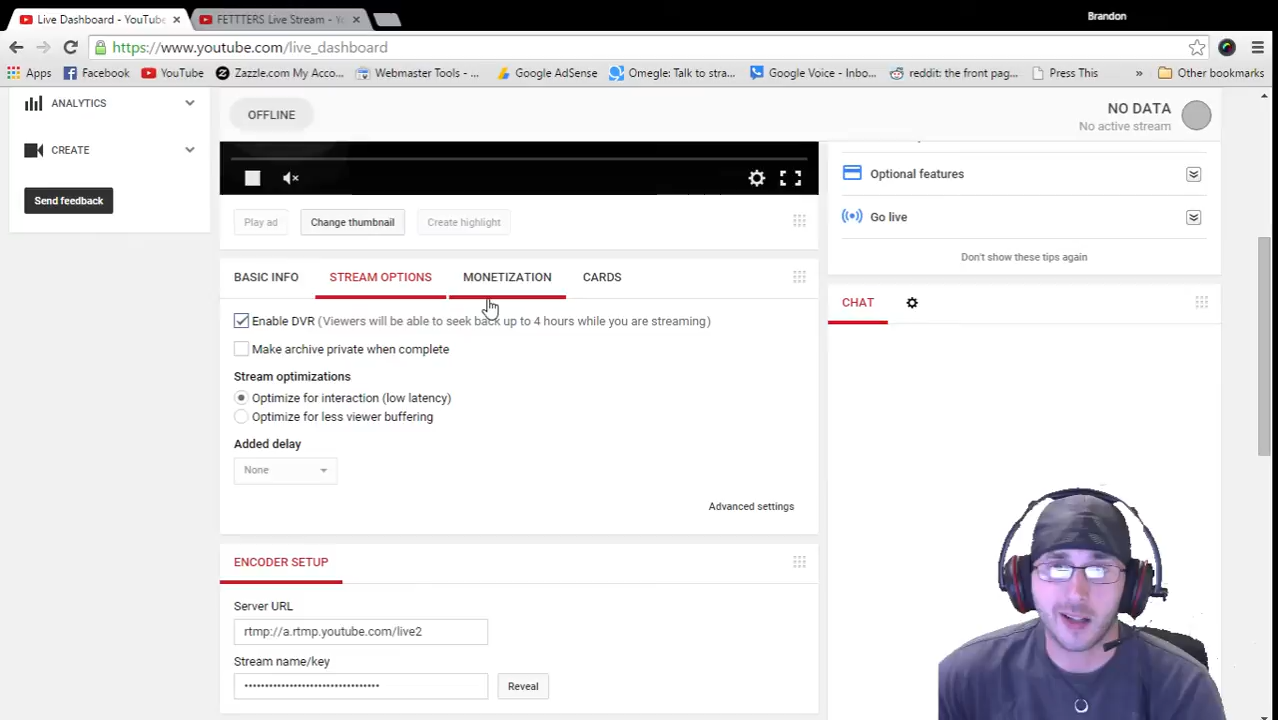 Live Dashboard - YouTube
FETTTERS Live Stream - Yo
Brandon
https://www.youtube.com/live_dashboard
Apps
Facebook
YouTube
Zazzle.com My Acco...
Webmaster Tools - ...
Google AdSense
Omegle: Talk to stra...
Google Voice - Inbo...
reddit: the front pag...
Press This
»
Other bookmarks
ANALYTICS
CREATE
Send feedback
OFFLINE
NO DATA
No active stream
Play ad
Change thumbnail
Create highlight
BASIC INFO
STREAM OPTIONS
MONETIZATION
CARDS
Enable DVR (Viewers will be able to seek back up to 4 hours while you are streaming)
Make archive private when complete
Stream optimizations
Optimize for interaction (low latency)
Optimize for less viewer buffering
Added delay
None
Advanced settings
ENCODER SETUP
Server URL
rtmp://a.rtmp.youtube.com/live2
Stream name/key
••••••••••••••••••••••••••••••••
Reveal
Optional features
Go live
Don't show these tips again
CHAT